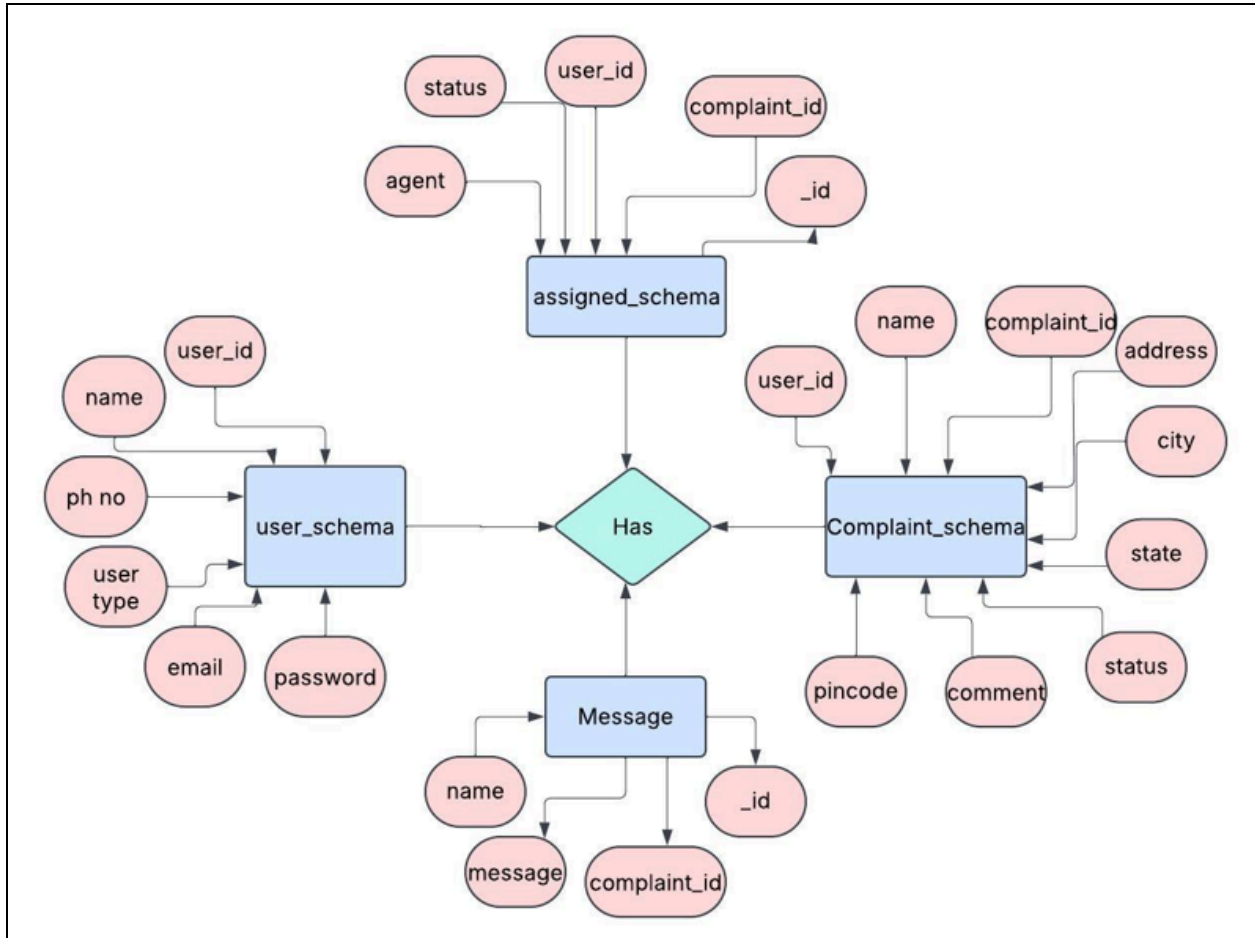 status
user_id
complaint_id
agent
_id
assigned_schema
user_id
name
ph no
user
type
email
password
user_schema
Has
user_id
name
complaint_id
address
city
state
status
comment
pincode
Complaint_schema
Message
name
message
complaint_id
_id